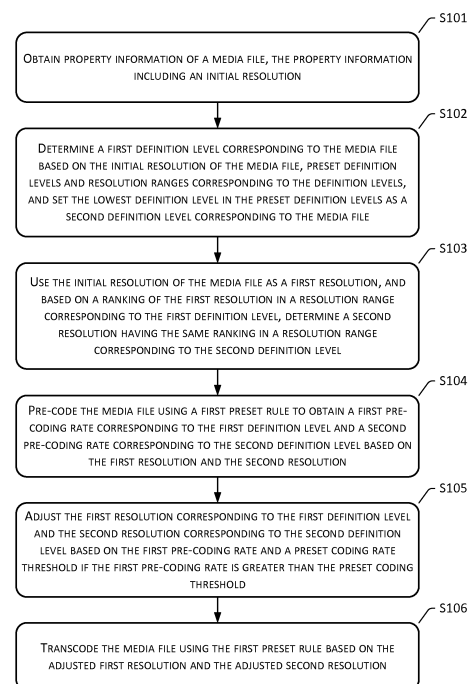 S101
OBTAIN PROPERTY INFORMATION OF A MEDIA FILE, THE PROPERTY INFORMATION
INCLUDING AN INITIAL RESOLUTION
S102
DETERMINE A FIRST DEFINITION LEVEL CORRESPONDING TO THE MEDIA FILE
BASED ON THE INITIAL RESOLUTION OF THE MEDIA FILE, PRESET DEFINITION
LEVELS AND RESOLUTION RANGES CORRESPONDING TO THE DEFINITION LEVELS,
AND SET THE LOWEST DEFINITION LEVEL IN THE PRESET DEFINITION LEVELS AS A
SECOND DEFINITION LEVEL CORRESPONDING TO THE MEDIA FILE
S103
USE THE INITIAL RESOLUTION OF THE MEDIA FILE AS A FIRST RESOLUTION, AND
BASED ON A RANKING OF THE FIRST RESOLUTION IN A RESOLUTION RANGE
CORRESPONDING TO THE FIRST DEFINITION LEVEL, DETERMINE A SECOND
RESOLUTION HAVING THE SAME RANKING IN A RESOLUTION RANGE
CORRESPONDING TO THE SECOND DEFINITION LEVEL
S104
PRE-CODE THE MEDIA FILE USING A FIRST PRESET RULE TO OBTAIN A FIRST PRE-
CODING RATE CORRESPONDING TO THE FIRST DEFINITION LEVEL AND A SECOND
PRE-CODING RATE CORRESPONDING TO THE SECOND DEFINITION LEVEL BASED ON
THE FIRST RESOLUTION AND THE SECOND RESOLUTION
S105
ADJUST THE FIRST RESOLUTION CORRESPONDING TO THE FIRST DEFINITION LEVEL
AND THE SECOND RESOLUTION CORRESPONDING TO THE SECOND DEFINITION
LEVEL BASED ON THE FIRST PRE-CODING RATE AND A PRESET CODING RATE
THRESHOLD IF THE FIRST PRE-CODING RATE IS GREATER THAN THE PRESET CODING
THRESHOLD
S106
TRANSCODE THE MEDIA FILE USING THE FIRST PRESET RULE BASED ON THE
ADJUSTED FIRST RESOLUTION AND THE ADJUSTED SECOND RESOLUTION